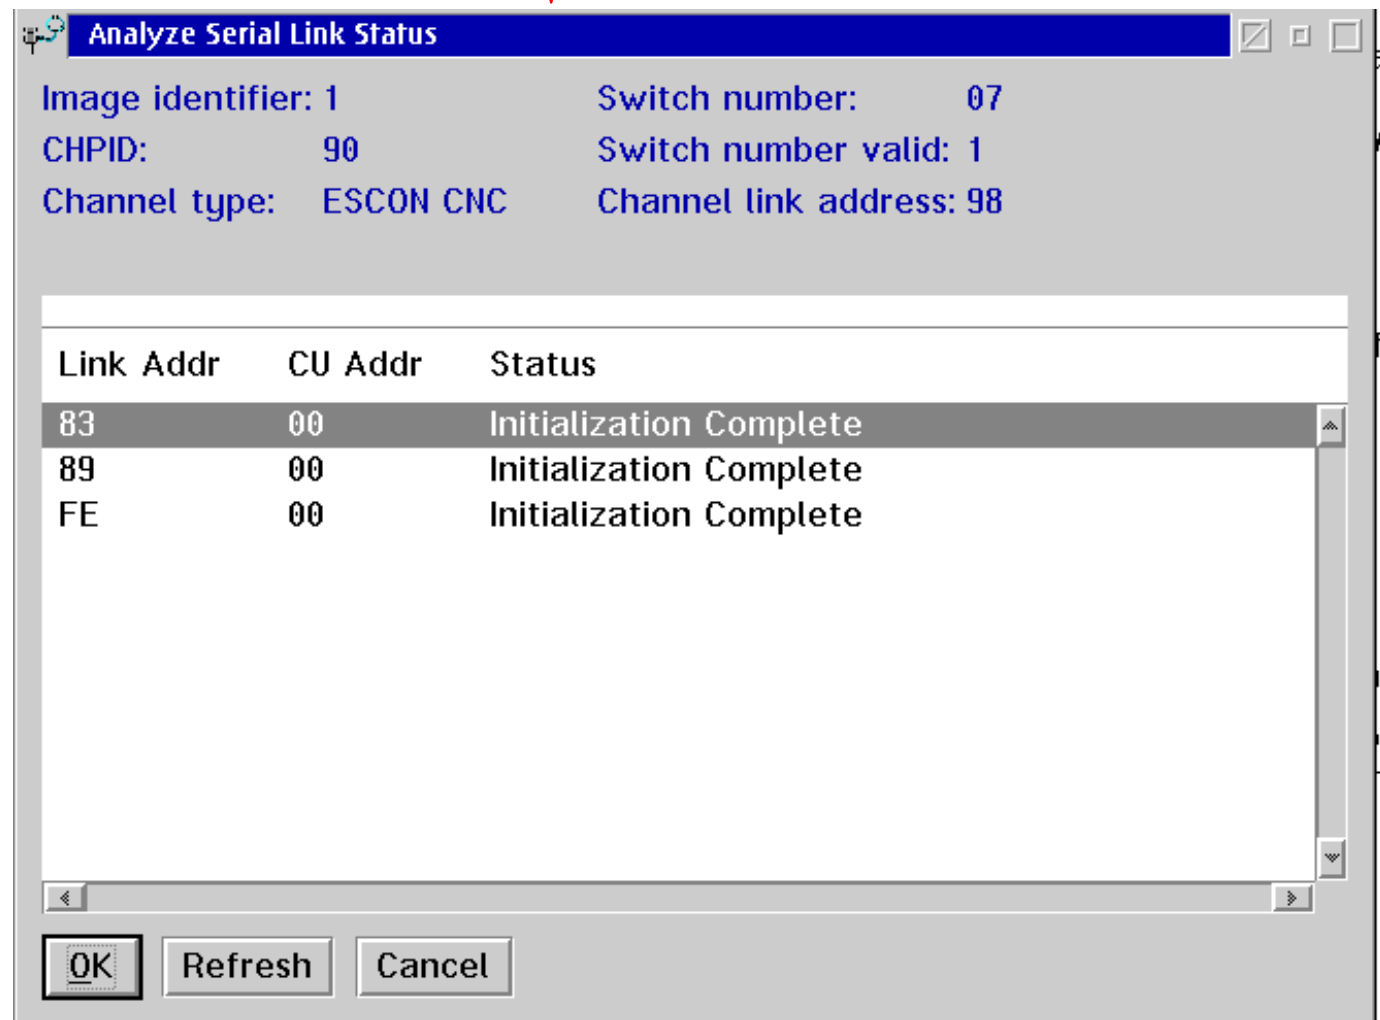 Analyze Serial Link Status
Image identifier: 1 Switch number: 07
CHPID: 90 Switch number valid: 1
Channel type: ESCON CNC Channel link address: 98
Link Addr CU Addr Status
83 00 Initialization Complete
89 00 Initialization Complete
FE 00 Initialization Complete
OK Refresh Cancel